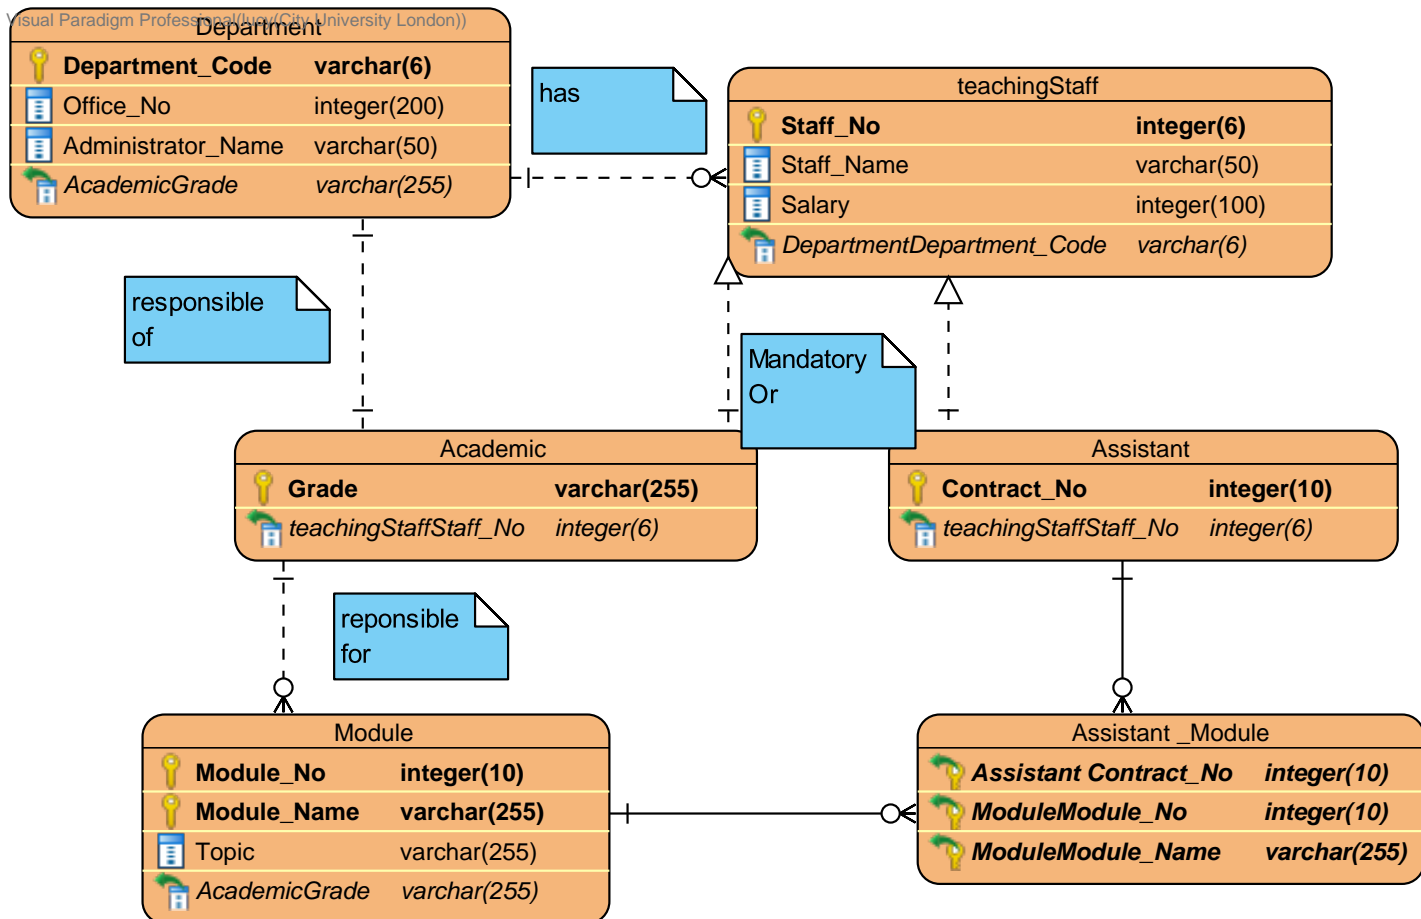 Visual Paradigm Professional(lucy(City University London))
Department
Department_Code varchar(6)
Office_No integer(200)
Administrator_Name varchar(50)
AcademicGrade varchar(255)
has
teachingStaff
Staff_No integer(6)
Staff_Name varchar(50)
Salary integer(100)
DepartmentDepartment_Code varchar(6)
responsible
of
Mandatory
Or
Academic
Grade varchar(255)
teachingStaffStaff_No integer(6)
Assistant
Contract_No integer(10)
teachingStaffStaff_No integer(6)
reponsible
for
Module
Module_No integer(10)
Module_Name varchar(255)
Topic varchar(255)
AcademicGrade varchar(255)
Assistant _Module
Assistant Contract_No integer(10)
ModuleModule_No integer(10)
ModuleModule_Name varchar(255)